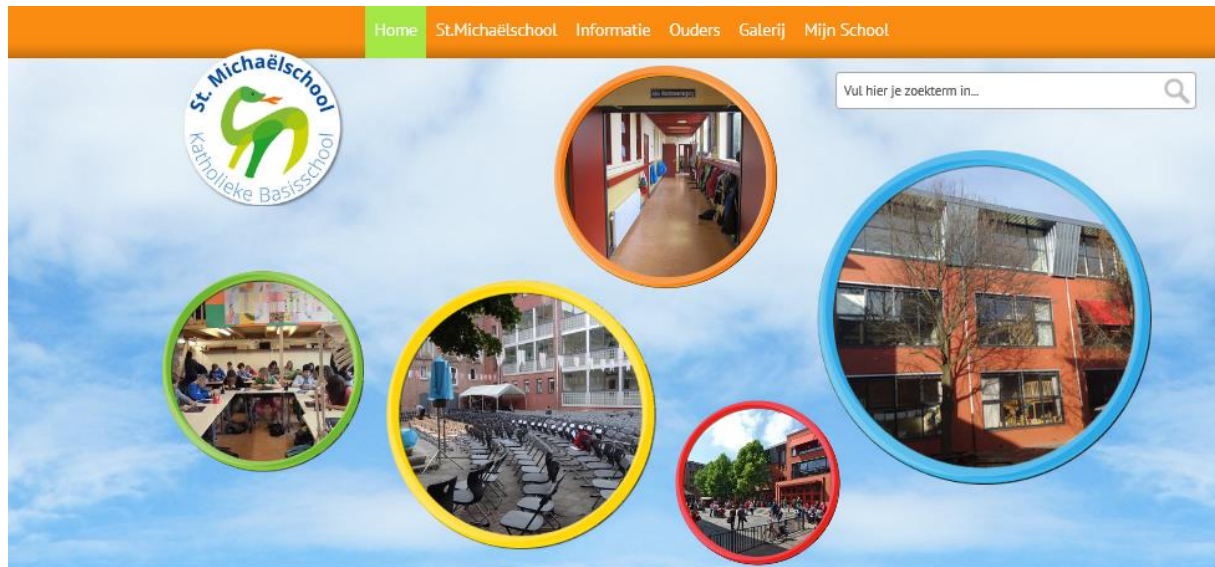 Home St.Michaëlschool Informatie Ouders Galerij Mijn School
St. Michaëlschool
Katholieke Basisschool
Vul hier je zoekterm in...